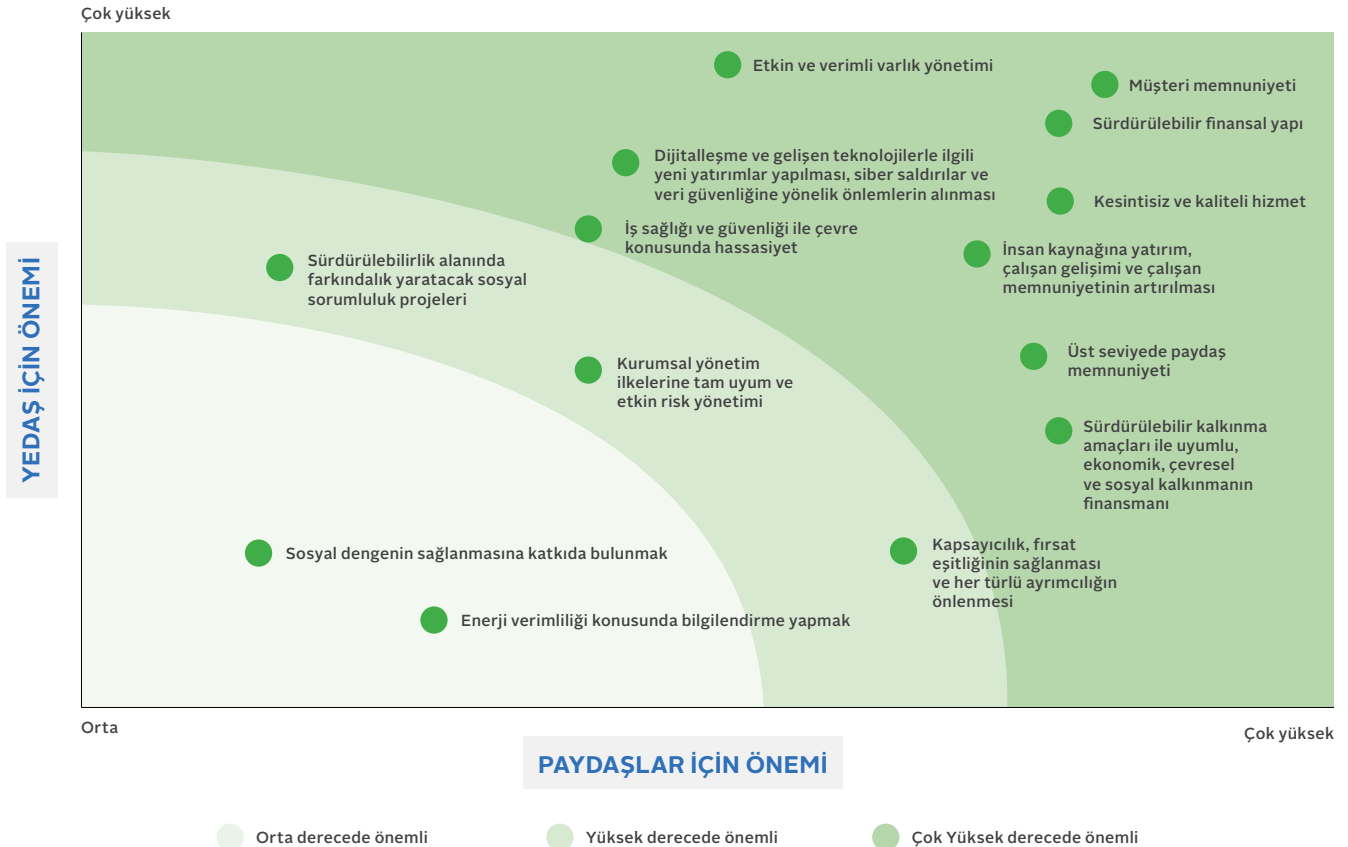 Çok yüksek
Etkin ve verimli varlık yönetimi
Müşteri memnuniyeti
Sürdürülebilir finansal yapı
Dijitalleşme ve gelişen teknolojilerle ilgili
yeni yatırımlar yapılması, siber saldırılar ve
veri güvenliğine yönelik önlemlerin alınması
Kesintisiz ve kaliteli hizmet
İş sağlığı ve güvenliği ile çevre
konusunda hassasiyet
İnsan kaynağına yatırım,
çalışan gelişimi ve çalışan
memnuniyetinin artırılması
Sürdürülebilirlik alanında
farkındalık yaratacak sosyal
sorumluluk projeleri
YEDAŞ İÇİN ÖNEMİ
Kurumsal yönetim
ilkelerine tam uyum ve
etkin risk yönetimi
Üst seviyede paydaş
memnuniyeti
Sürdürülebilir kalkınma
amaçları ile uyumlu,
ekonomik, çevresel
ve sosyal kalkınmanın
finansmanı
Sosyal dengenin sağlanmasına katkıda bulunmak
Kapsayıcılık, fırsat
eşitliğinin sağlanması
ve her türlü ayrımcılığın
önlenmesi
Enerji verimliliği konusunda bilgilendirme yapmak
Orta
Çok yüksek
PAYDAŞLAR İÇİN ÖNEMİ
Orta derecede önemli
Yüksek derecede önemli
Çok Yüksek derecede önemli